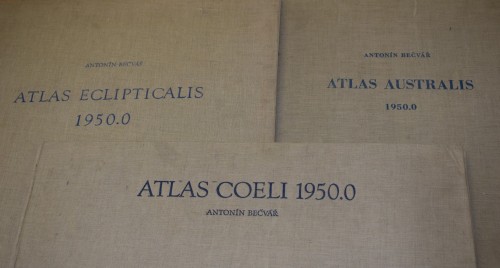 ANTONÍN BEČVÁŘ
ATLAS ECLIPTICALIS
1950.0
ANTONÍN BEČVÁŘ
ATLAS AUSTRALIS
1950.0
ATLAS COELI 1950.0
ANTONÍN BEČVÁŘ